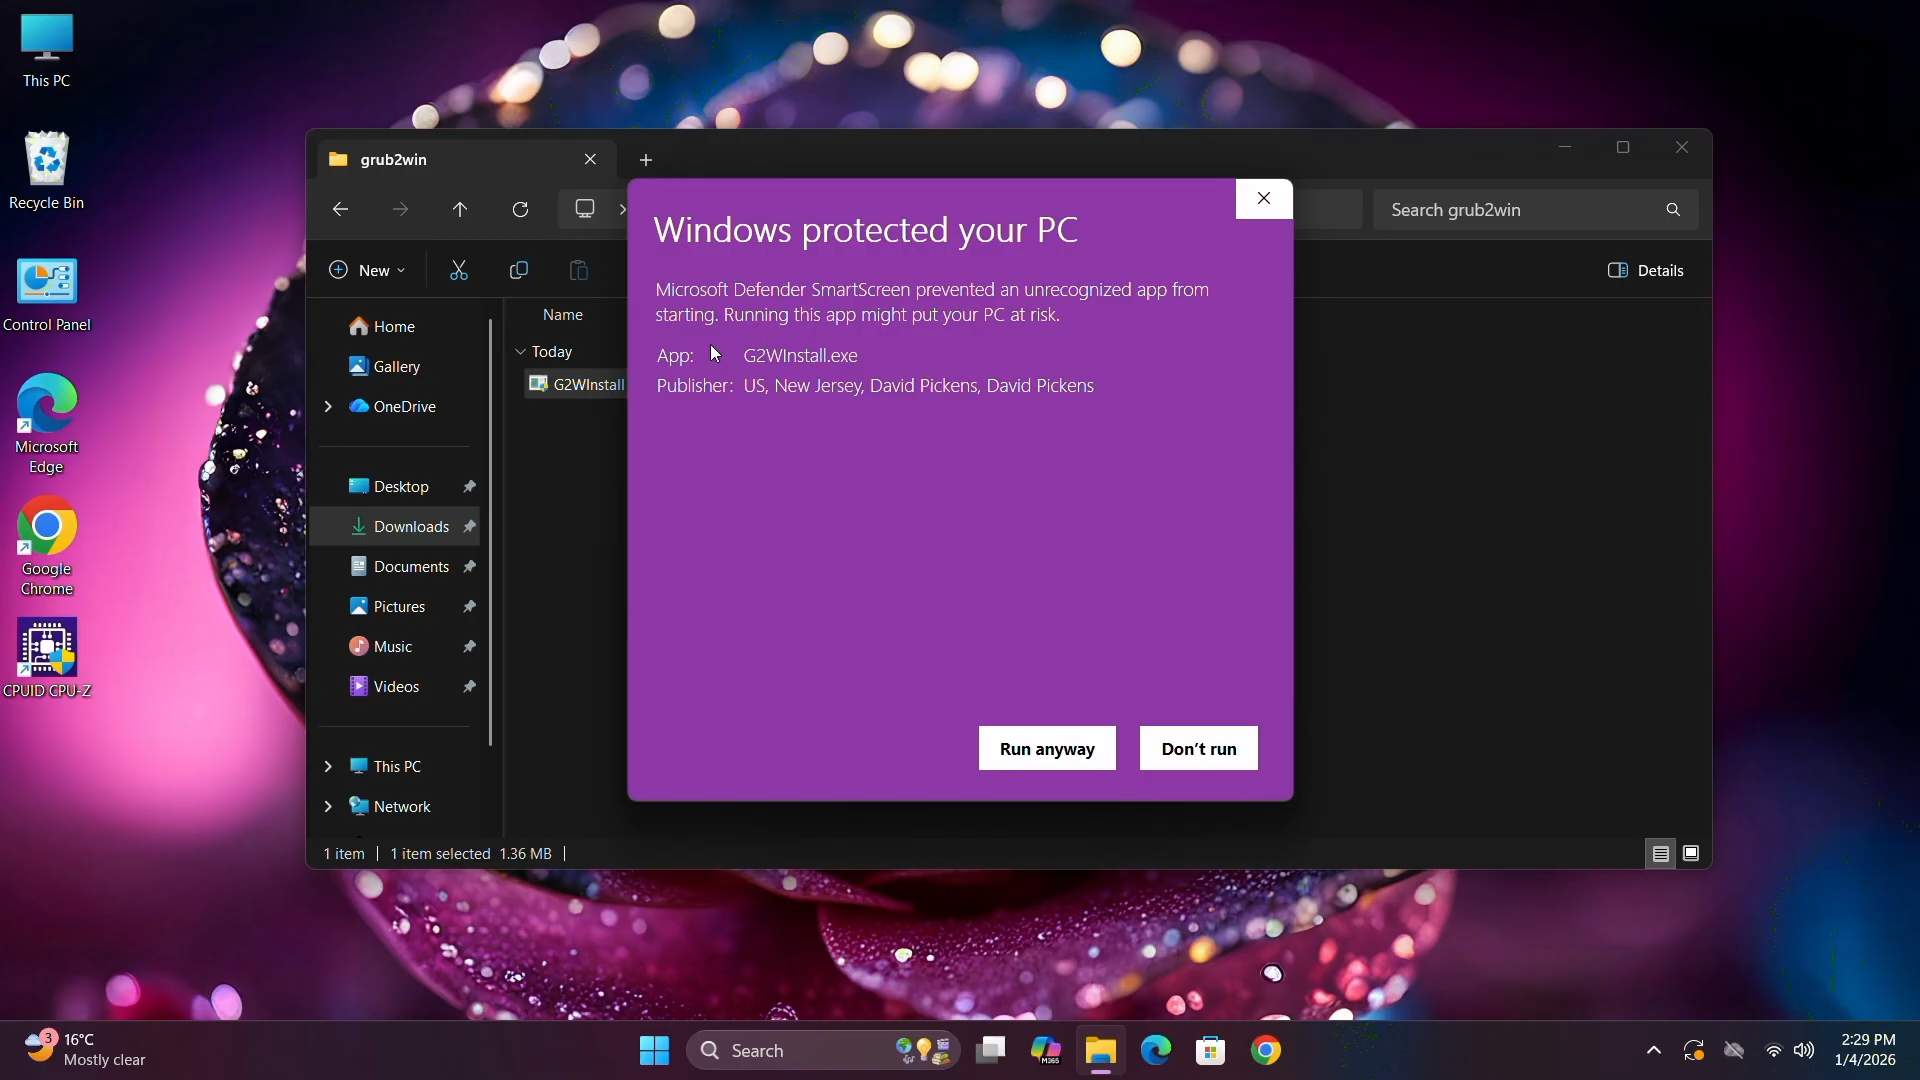 This PC
Recycle Bin
Control Panel
Microsoft
Edge
Google
Chrome
CPUID CPU-Z
grub2win
Search grub2win
New
Details
Home
Gallery
OneDrive
Desktop
Downloads
Documents
Pictures
Music
Videos
This PC
Network
Name
Today
G2WInstall
1 item
1 item selected 1.36 MB
Windows protected your PC
Microsoft Defender SmartScreen prevented an unrecognized app from
starting. Running this app might put your PC at risk.
App: G2WInstall.exe
Publisher: US, New Jersey, David Pickens, David Pickens
Run anyway
Don't run
3
16°C
Mostly clear
Search
M365
2:29 PM
1/4/2026